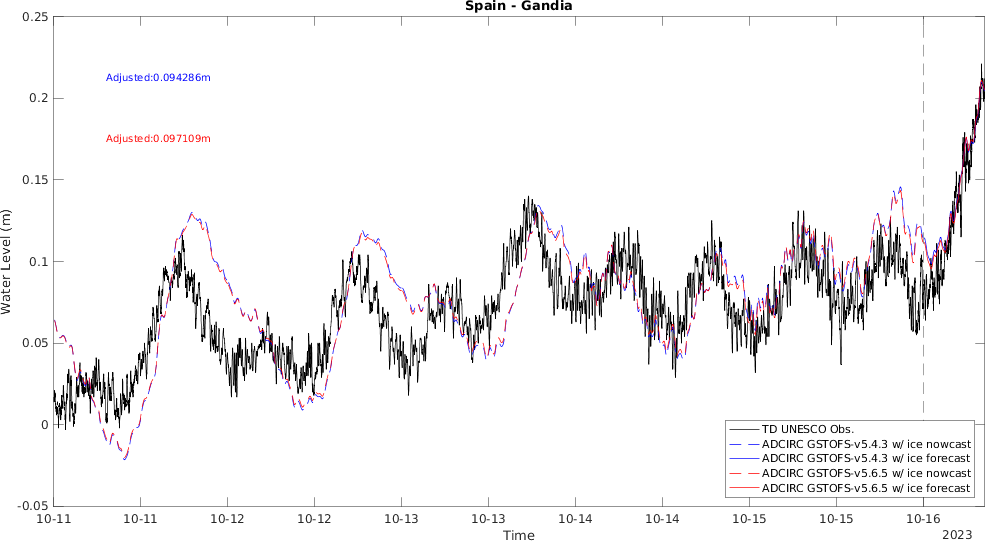 Spain - Gandia
0.25
0.2
0.15
0.1
0.05
0
-0.05
Water Level (m)
Adjusted:0.094286m
Adjusted:0.097109m
TD UNESCO Obs.
ADCIRC GSTOFS-v5.4.3 w/ ice nowcast
ADCIRC GSTOFS-v5.4.3 w/ ice forecast
ADCIRC GSTOFS-v5.6.5 w/ ice nowcast
ADCIRC GSTOFS-v5.6.5 w/ ice forecast
10-11 10-11 10-12 10-12 10-13 10-13 10-14 10-14 10-15 10-15 10-16
Time
2023